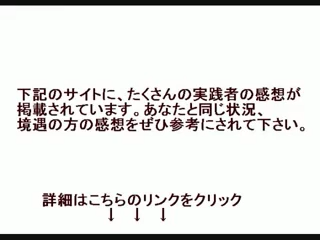 下記のサイトに、たくさんの実践者の感想が
掲載されています。あなたと同じ状況、
境遇の方の感想をぜひ参考にされて下さい。
詳細はこちらのリンクをクリック
↓ ↓ ↓